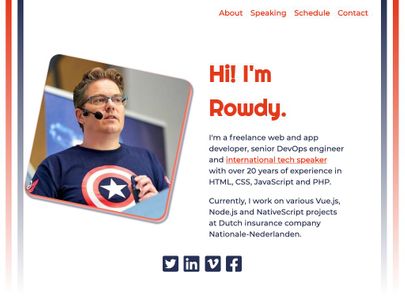 About Speaking Schedule Contact
Hi! I'm
Rowdy.
I'm a freelance web and app
developer, senior DevOps engineer
and international tech speaker
with over 20 years of experience in
HTML, CSS, JavaScript and PHP.
Currently, I work on various Vue.js,
Node.js and NativeScript projects
at Dutch insurance company
Nationale-Nederlanden.